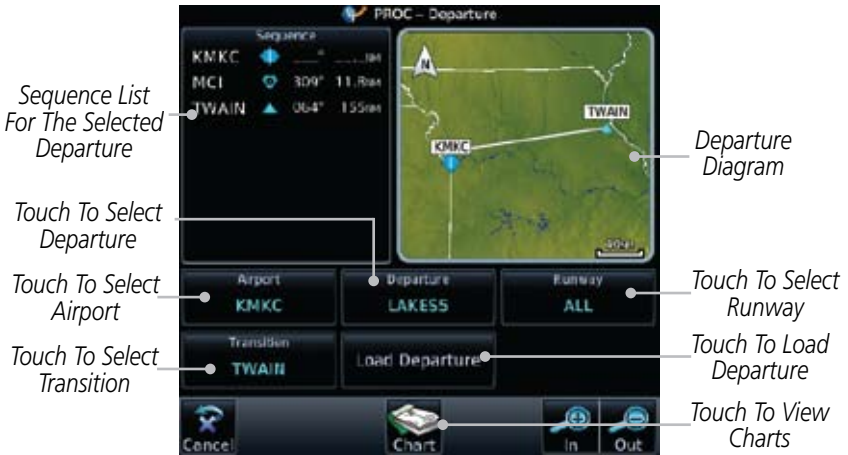 PROC – Departure
Sequence
KMKC __° __._NM
MCI 309° 11.8NM
TWAIN 064° 155NM
N
TWAIN
KMKC
Sequence List
For The Selected
Departure
Departure
Diagram
Touch To Select
Departure
Airport
KMKC
Departure
LAKES5
Runway
ALL
Touch To Select
Airport
Touch To Select
Runway
Transition
TWAIN
Load Departure
Touch To Select
Transition
Touch To Load
Departure
Cancel
Chart
In
Out
Touch To View
Charts